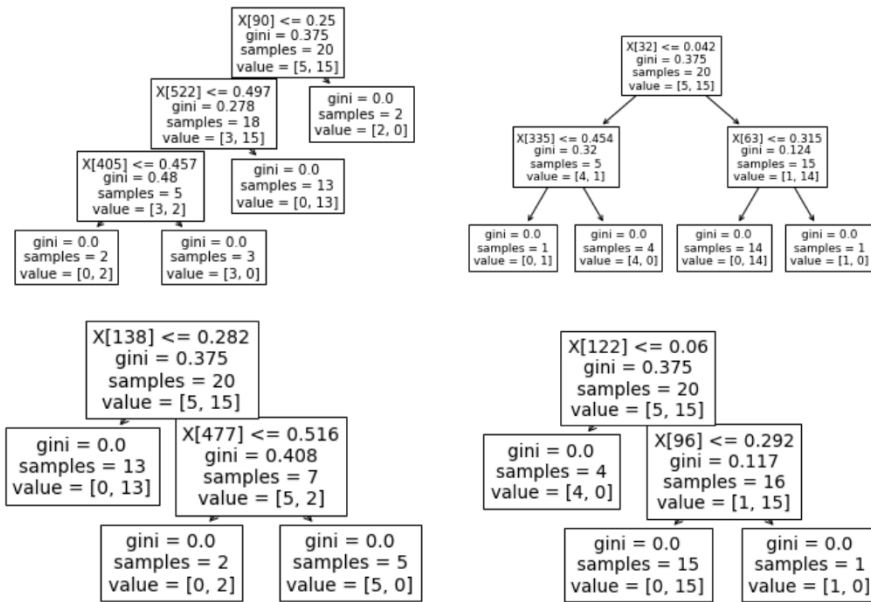 X[90] <= 0.25
gini = 0.375
samples = 20
value = [5, 15]
X[522] <= 0.497
gini = 0.278
samples = 18
value = [3, 15]
gini = 0.0
samples = 2
value = [2, 0]
X[405] <= 0.457
gini = 0.48
samples = 5
value = [3, 2]
gini = 0.0
samples = 13
value = [0, 13]
gini = 0.0
samples = 2
value = [0, 2]
gini = 0.0
samples = 3
value = [3, 0]
X[32] <= 0.042
gini = 0.375
samples = 20
value = [5, 15]
X[335] <= 0.454
gini = 0.32
samples = 5
value = [4, 1]
X[63] <= 0.315
gini = 0.124
samples = 15
value = [1, 14]
gini = 0.0
samples = 1
value = [0, 1]
gini = 0.0
samples = 4
value = [4, 0]
gini = 0.0
samples = 14
value = [0, 14]
gini = 0.0
samples = 1
value = [1, 0]
X[138] <= 0.282
gini = 0.375
samples = 20
value = [5, 15]
gini = 0.0
samples = 13
value = [0, 13]
X[477] <= 0.516
gini = 0.408
samples = 7
value = [5, 2]
gini = 0.0
samples = 2
value = [0, 2]
gini = 0.0
samples = 5
value = [5, 0]
X[122] <= 0.06
gini = 0.375
samples = 20
value = [5, 15]
gini = 0.0
samples = 4
value = [4, 0]
X[96] <= 0.292
gini = 0.117
samples = 16
value = [1, 15]
gini = 0.0
samples = 15
value = [0, 15]
gini = 0.0
samples = 1
value = [1, 0]